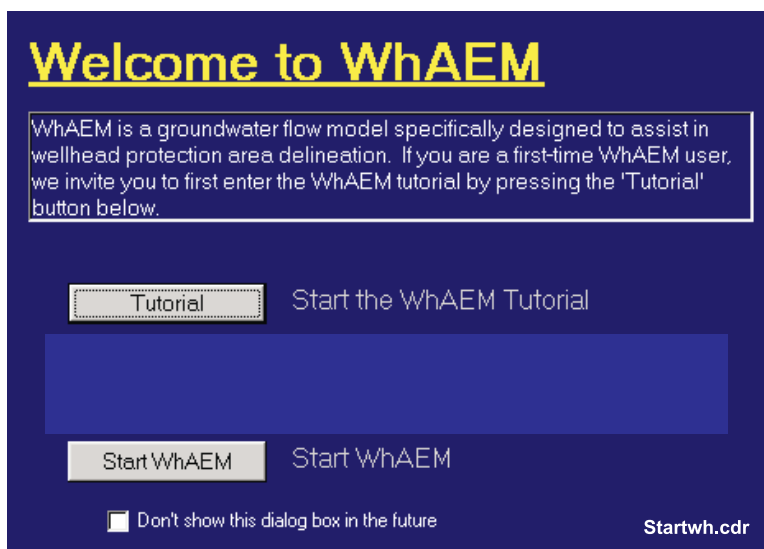 Welcome to WhAEM
WhAEM is a groundwater flow model specifically designed to assist in
wellhead protection area delineation.  If you are a first-time WhAEM user,
we invite you to first enter the WhAEM tutorial by pressing the 'Tutorial'
button below.
Tutorial Start the WhAEM Tutorial
Start WhAEM Start WhAEM
Don't show this dialog box in the future
Startwh.cdr